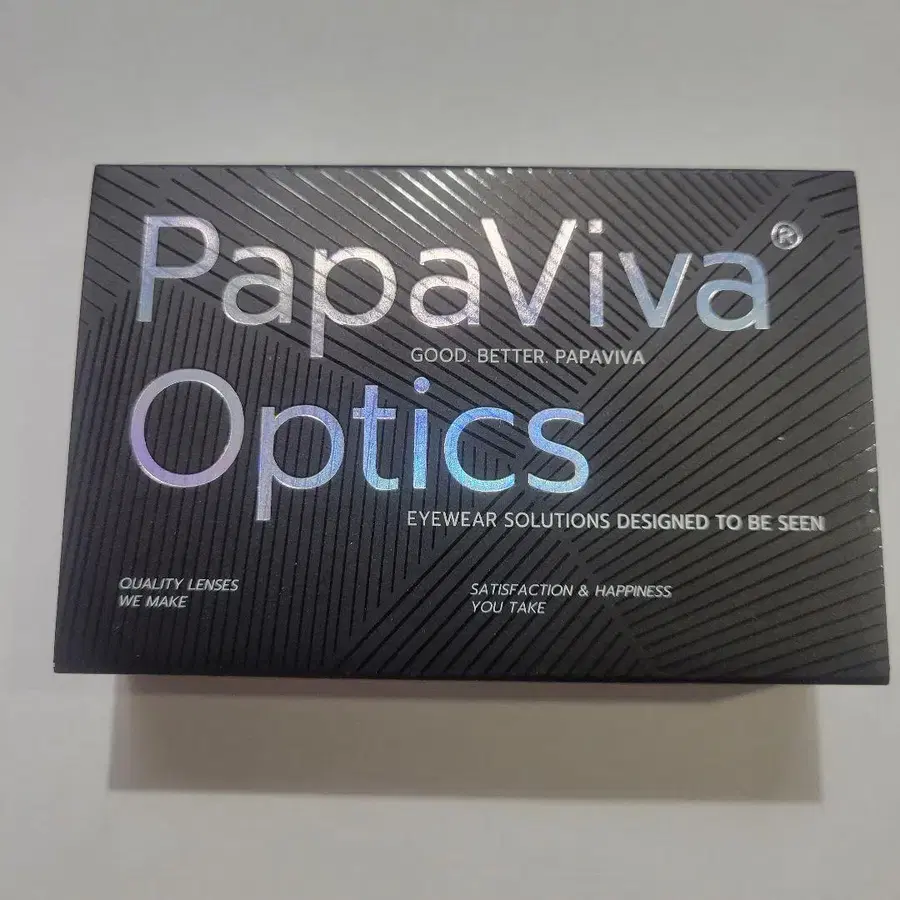 PapaViva®
GOOD. BETTER. PAPAVIVA
Optics
EYEWEAR SOLUTIONS DESIGNED TO BE SEEN
QUALITY LENSES
WE MAKE
SATISFACTION & HAPPINESS
YOU TAKE